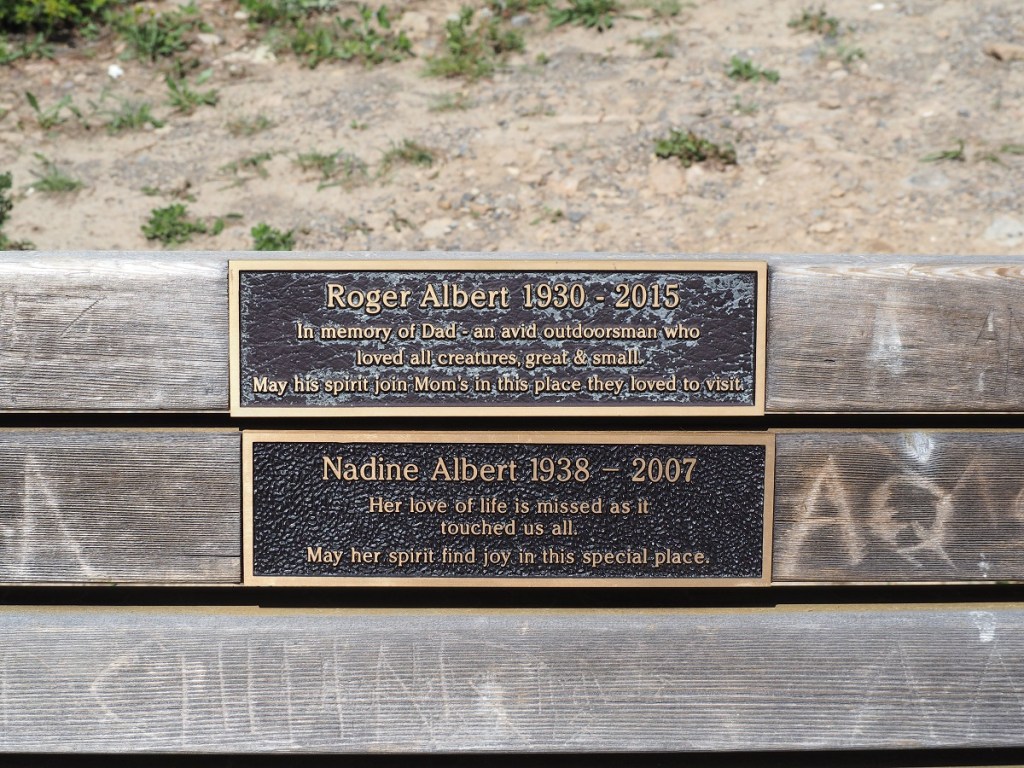 Roger Albert 1930 - 2015
In memory of Dad - an avid outdoorsman who
loved all creatures, great & small.
May his spirit join Mom's in this place they loved to visit.
Nadine Albert 1938 – 2007
Her love of life is missed as it
touched us all.
May her spirit find joy in this special place.